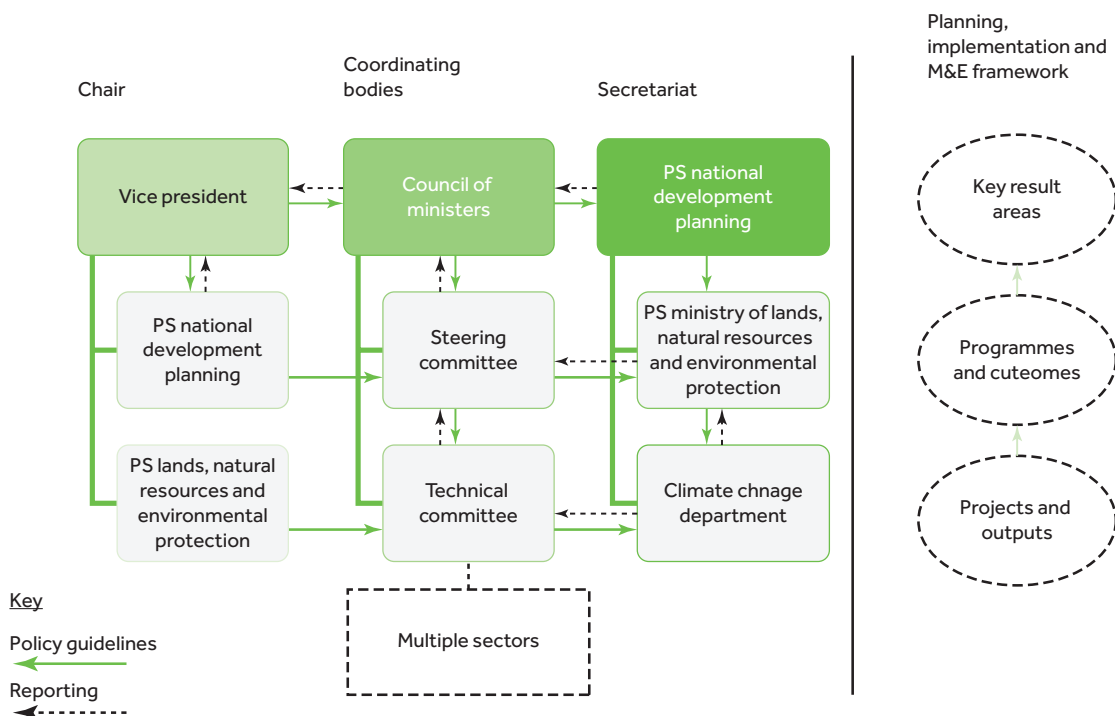 Planning,
implementation and
M&E framework
Chair
Coordinating
bodies
Secretariat
Vice president
Council of
ministers
PS national
development
planning
Key result
areas
PS national
development
planning
Steering
committee
PS ministry of lands,
natural resources
and environmental
protection
Programmes
and cuteomes
PS lands, natural
resources and
environmental
protection
Technical
committee
Climate chnage
department
Projects and
outputs
Multiple sectors
Key
Policy guidelines
Reporting